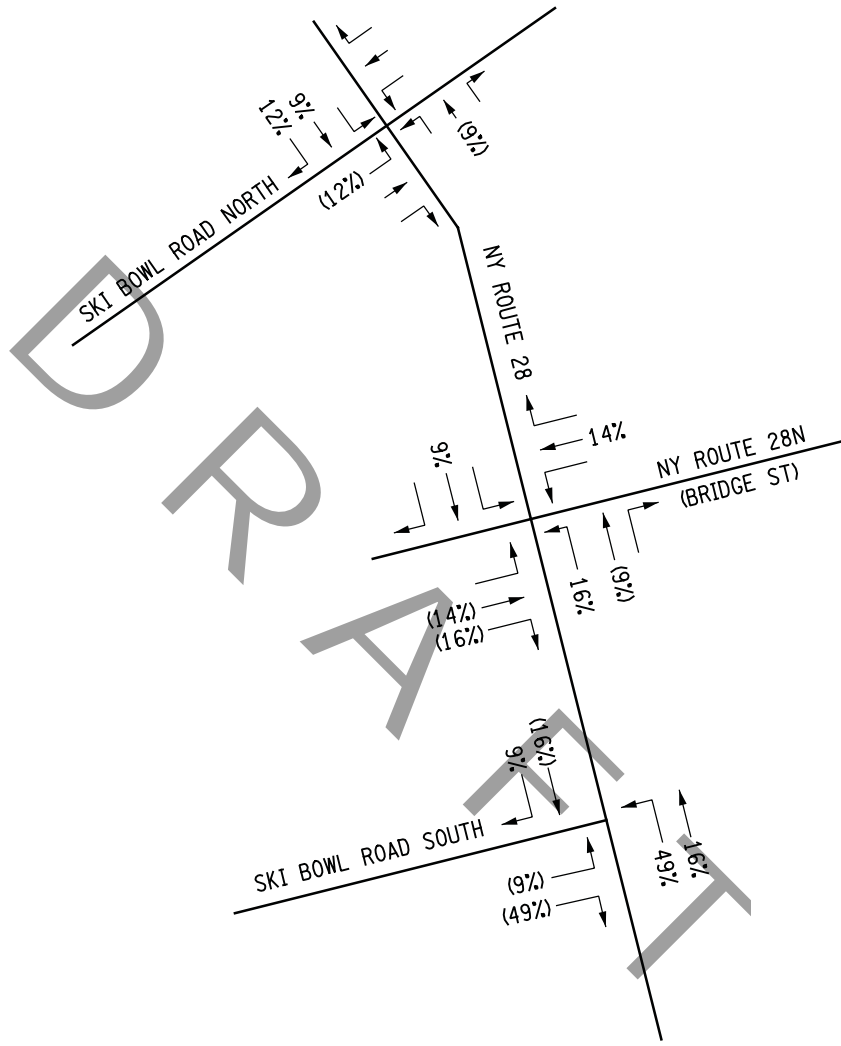 9%
12%
(9%)
(12%)
SKI BOWL ROAD NORTH
NY ROUTE 28
14%
9%
NY ROUTE 28N
(BRIDGE ST)
(9%)
16%
(14%)
(16%)
(16%)
9%
SKI BOWL ROAD SOUTH
16%
49%
(9%)
(49%)
DRAFT